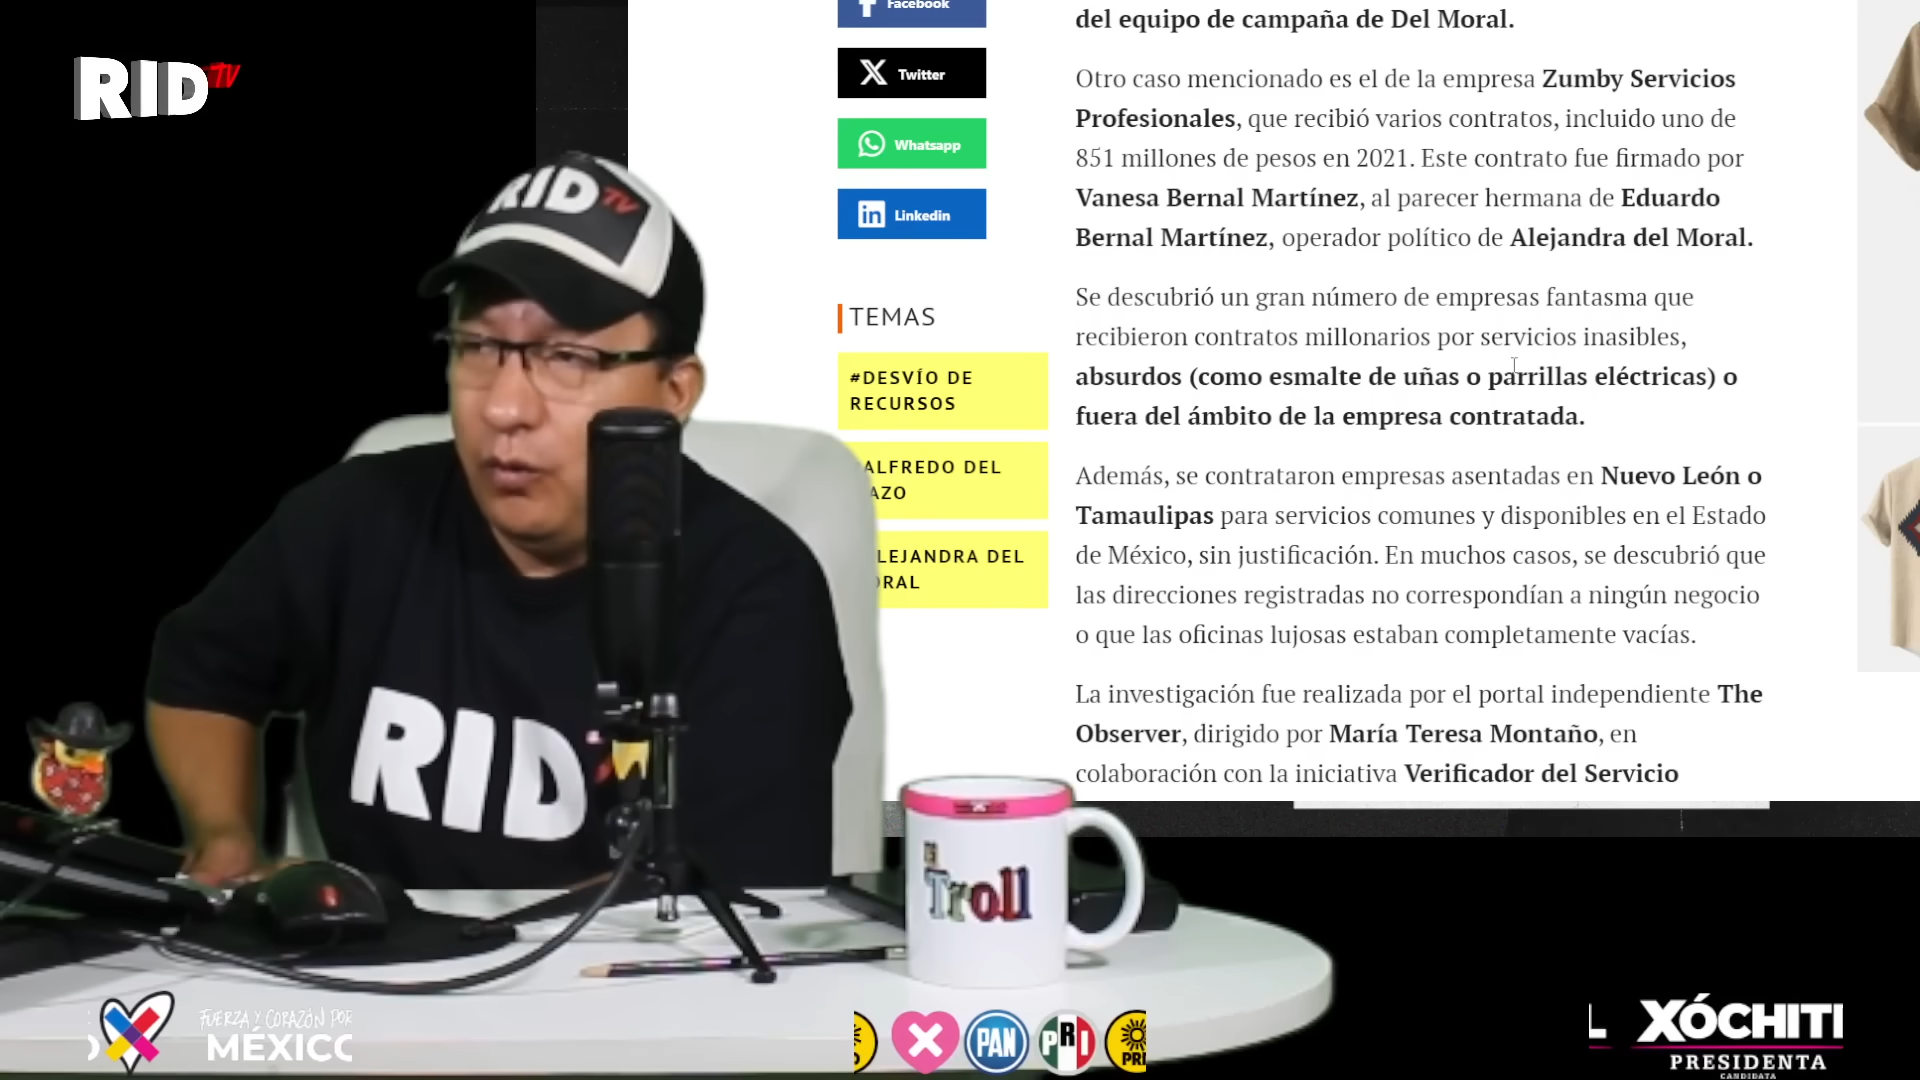 RID TV
Facebook
Twitter
Whatsapp
Linkedin
TEMAS
#DESVÍO DE
RECURSOS
ALFREDO DEL
AZO
LEJANDRA DEL
ORAL
del equipo de campaña de Del Moral.
Otro caso mencionado es el de la empresa Zumby Servicios
Profesionales, que recibió varios contratos, incluido uno de
851 millones de pesos en 2021. Este contrato fue firmado por
Vanesa Bernal Martínez, al parecer hermana de Eduardo
Bernal Martínez, operador político de Alejandra del Moral.
Se descubrió un gran número de empresas fantasma que
recibieron contratos millonarios por servicios inasibles,
absurdos (como esmalte de uñas o parrillas eléctricas) o
fuera del ámbito de la empresa contratada.
Además, se contrataron empresas asentadas en Nuevo León o
Tamaulipas para servicios comunes y disponibles en el Estado
de México, sin justificación. En muchos casos, se descubrió que
las direcciones registradas no correspondían a ningún negocio
o que las oficinas lujosas estaban completamente vacías.
La investigación fue realizada por el portal independiente The
Observer, dirigido por María Teresa Montaño, en
colaboración con la iniciativa Verificador del Servicio
RID TV
RID
El
Troll
FUERZA Y CORAZÓN POR
MÉXICO
PAN
PRI
PRD
L XÓCHITL
PRESIDENTA
CANDIDATA